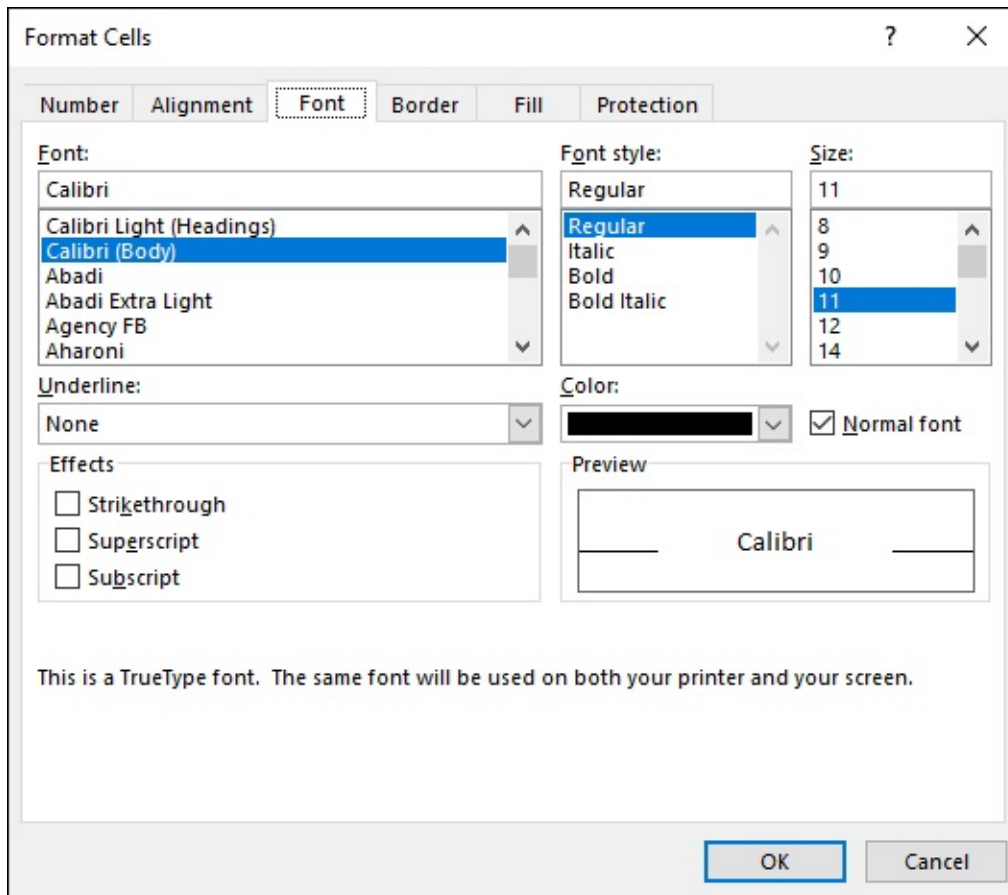 Format Cells
?
Number Alignment Font Border Fill Protection
Font: Font style: Size:
Calibri Regular 11
Calibri Light (Headings) Regular 8
Calibri (Body) Italic 9
Abadi Bold 10
Abadi Extra Light Bold Italic 11
Agency FB 12
Aharoni 14
Underline: Color:
None Normal font
Effects Preview
Strikethrough
Superscript Calibri
Subscript
This is a TrueType font. The same font will be used on both your printer and your screen.
OK Cancel